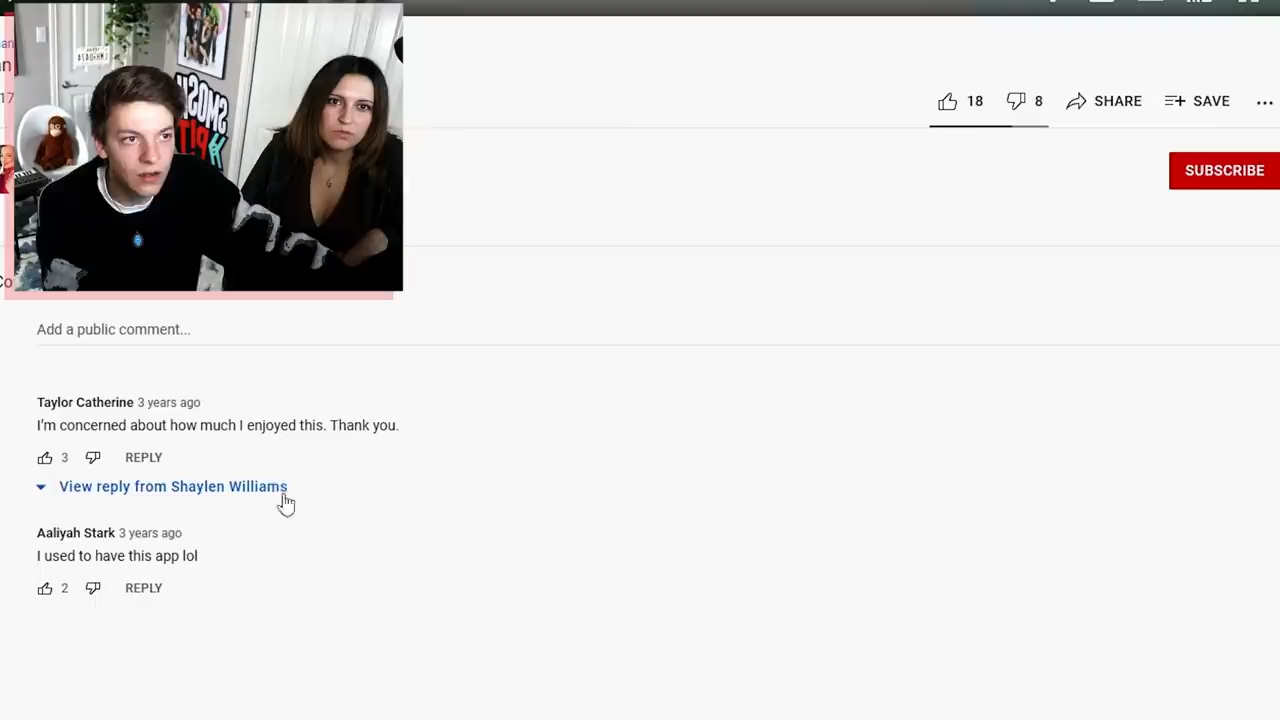 18
8
SHARE
SAVE
SUBSCRIBE
Add a public comment...
Taylor Catherine 3 years ago
I'm concerned about how much I enjoyed this. Thank you.
3
REPLY
View reply from Shaylen Williams
Aaliyah Stark 3 years ago
I used to have this app lol
2
REPLY